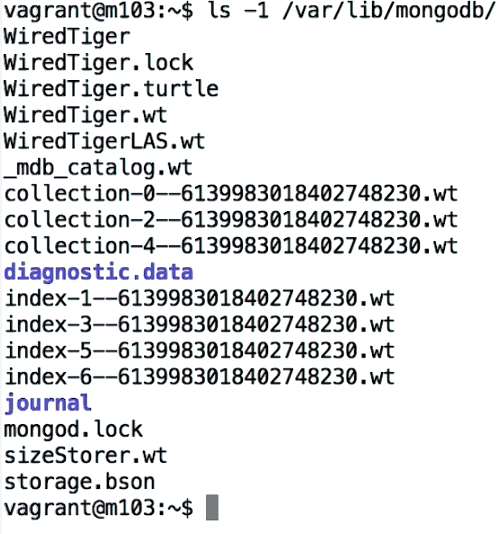 vagrant@m103:~$ ls -1 /var/lib/mongodb/
WiredTiger
WiredTiger.lock
WiredTiger.turtle
WiredTiger.wt
WiredTigerLAS.wt
_mdb_catalog.wt
collection-0--6139983018402748230.wt
collection-2--6139983018402748230.wt
collection-4--6139983018402748230.wt
diagnostic.data
index-1--6139983018402748230.wt
index-3--6139983018402748230.wt
index-5--6139983018402748230.wt
index-6--6139983018402748230.wt
journal
mongod.lock
sizeStorer.wt
storage.bson
vagrant@m103:~$